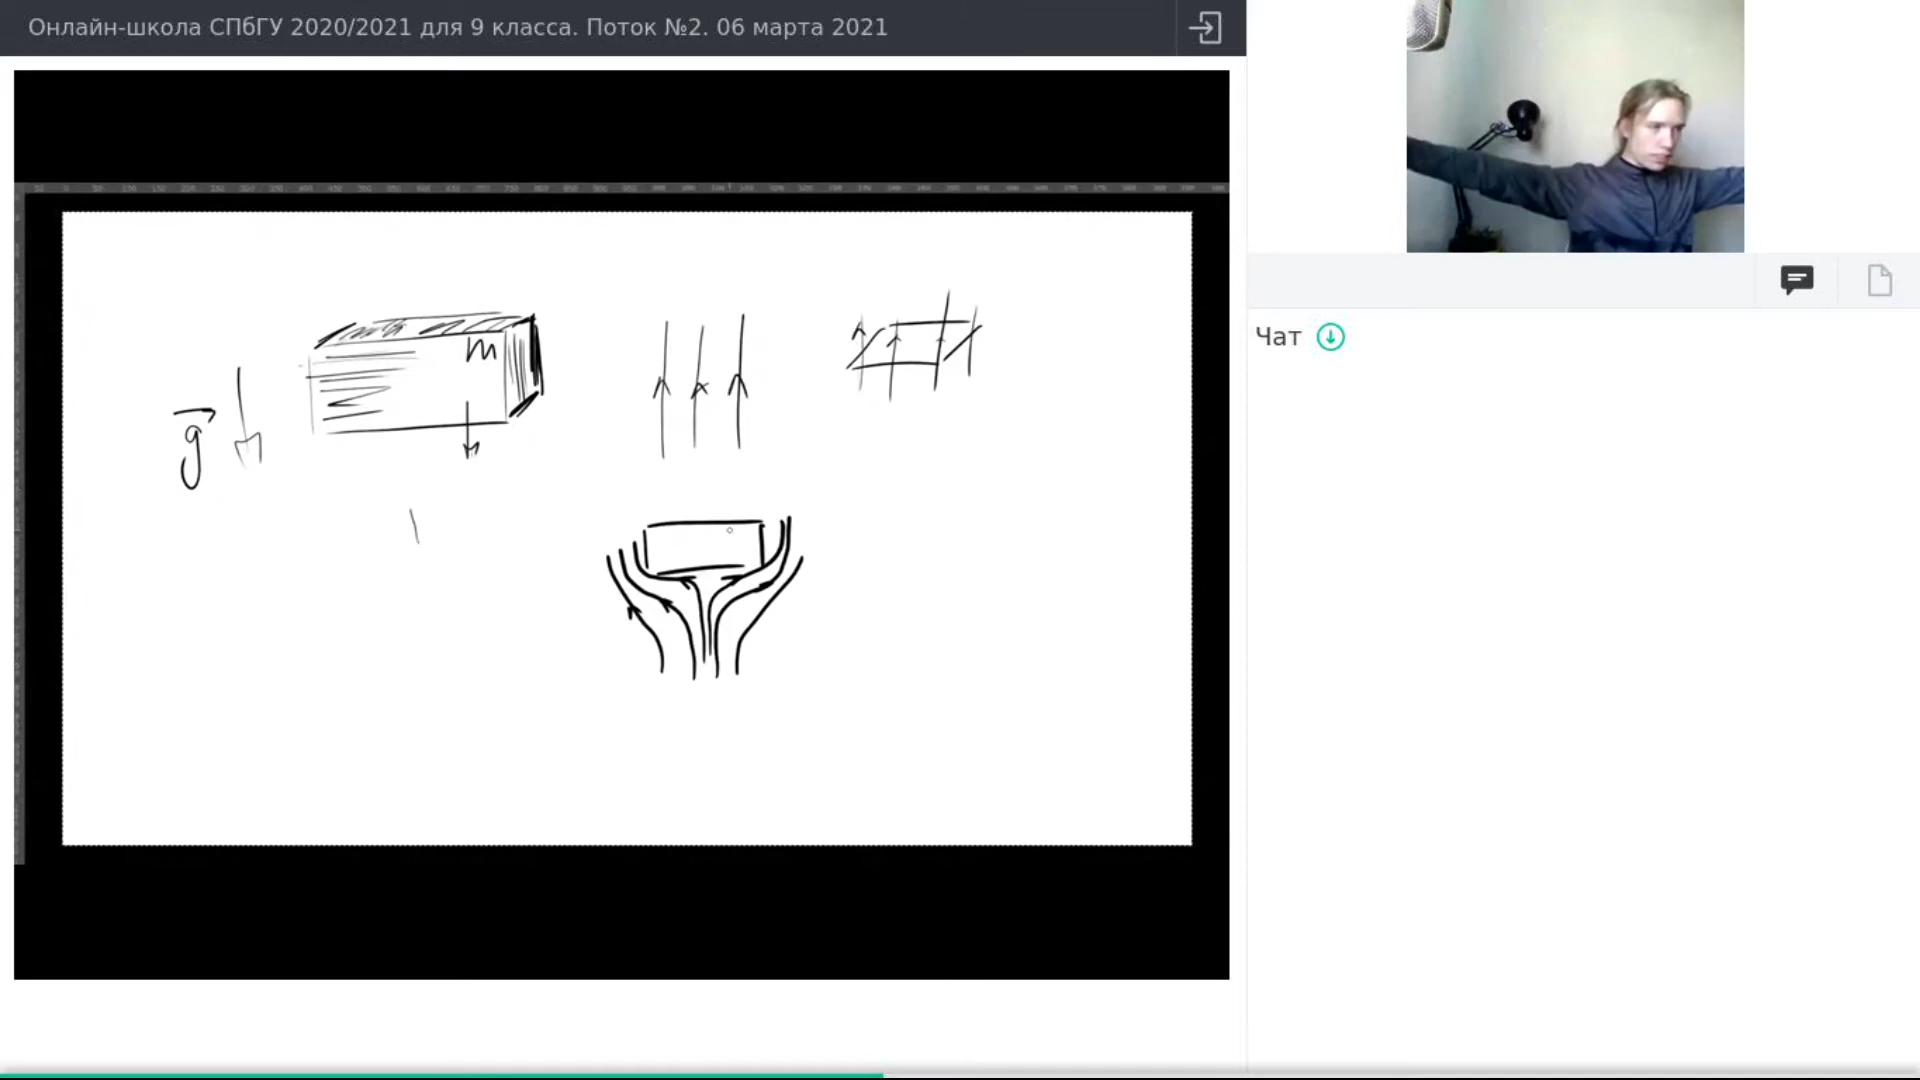 Онлайн-школа СПбГУ 2020/2021 для 9 класса. Поток №2. 06 марта 2021
Чат
m
g